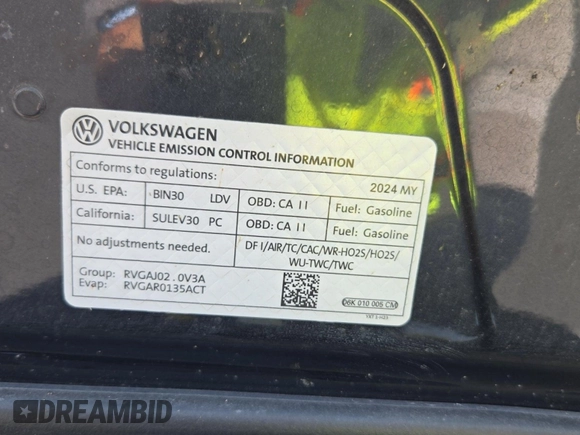 VOLKSWAGEN
VEHICLE EMISSION CONTROL INFORMATION
Conforms to regulations: 2024 MY
U.S. EPA: BIN30 LDV OBD: CA II Fuel: Gasoline
California: SULEV30 PC OBD: CA II Fuel: Gasoline
No adjustments needed. DFI/AIR/TC/CAC/WR-HO2S/HO2S/
WU-TWC/TWC
Group: RVGAJ02.0V3A
Evap: RVGAR0135ACT
06K 010 005 CM
DREAMBID